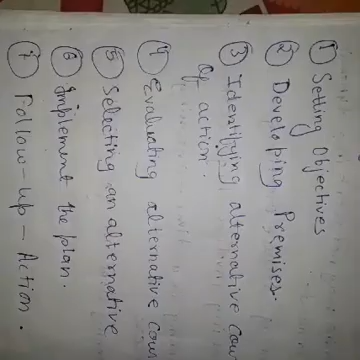 ① Setting Objectives
② Developing Premises.
③ Identifying alternative cou
of action.
④ Evaluating alternative cour
⑤ Selecting an alternative
⑥ Implement the plan.
⑦ Follow-up-Action.